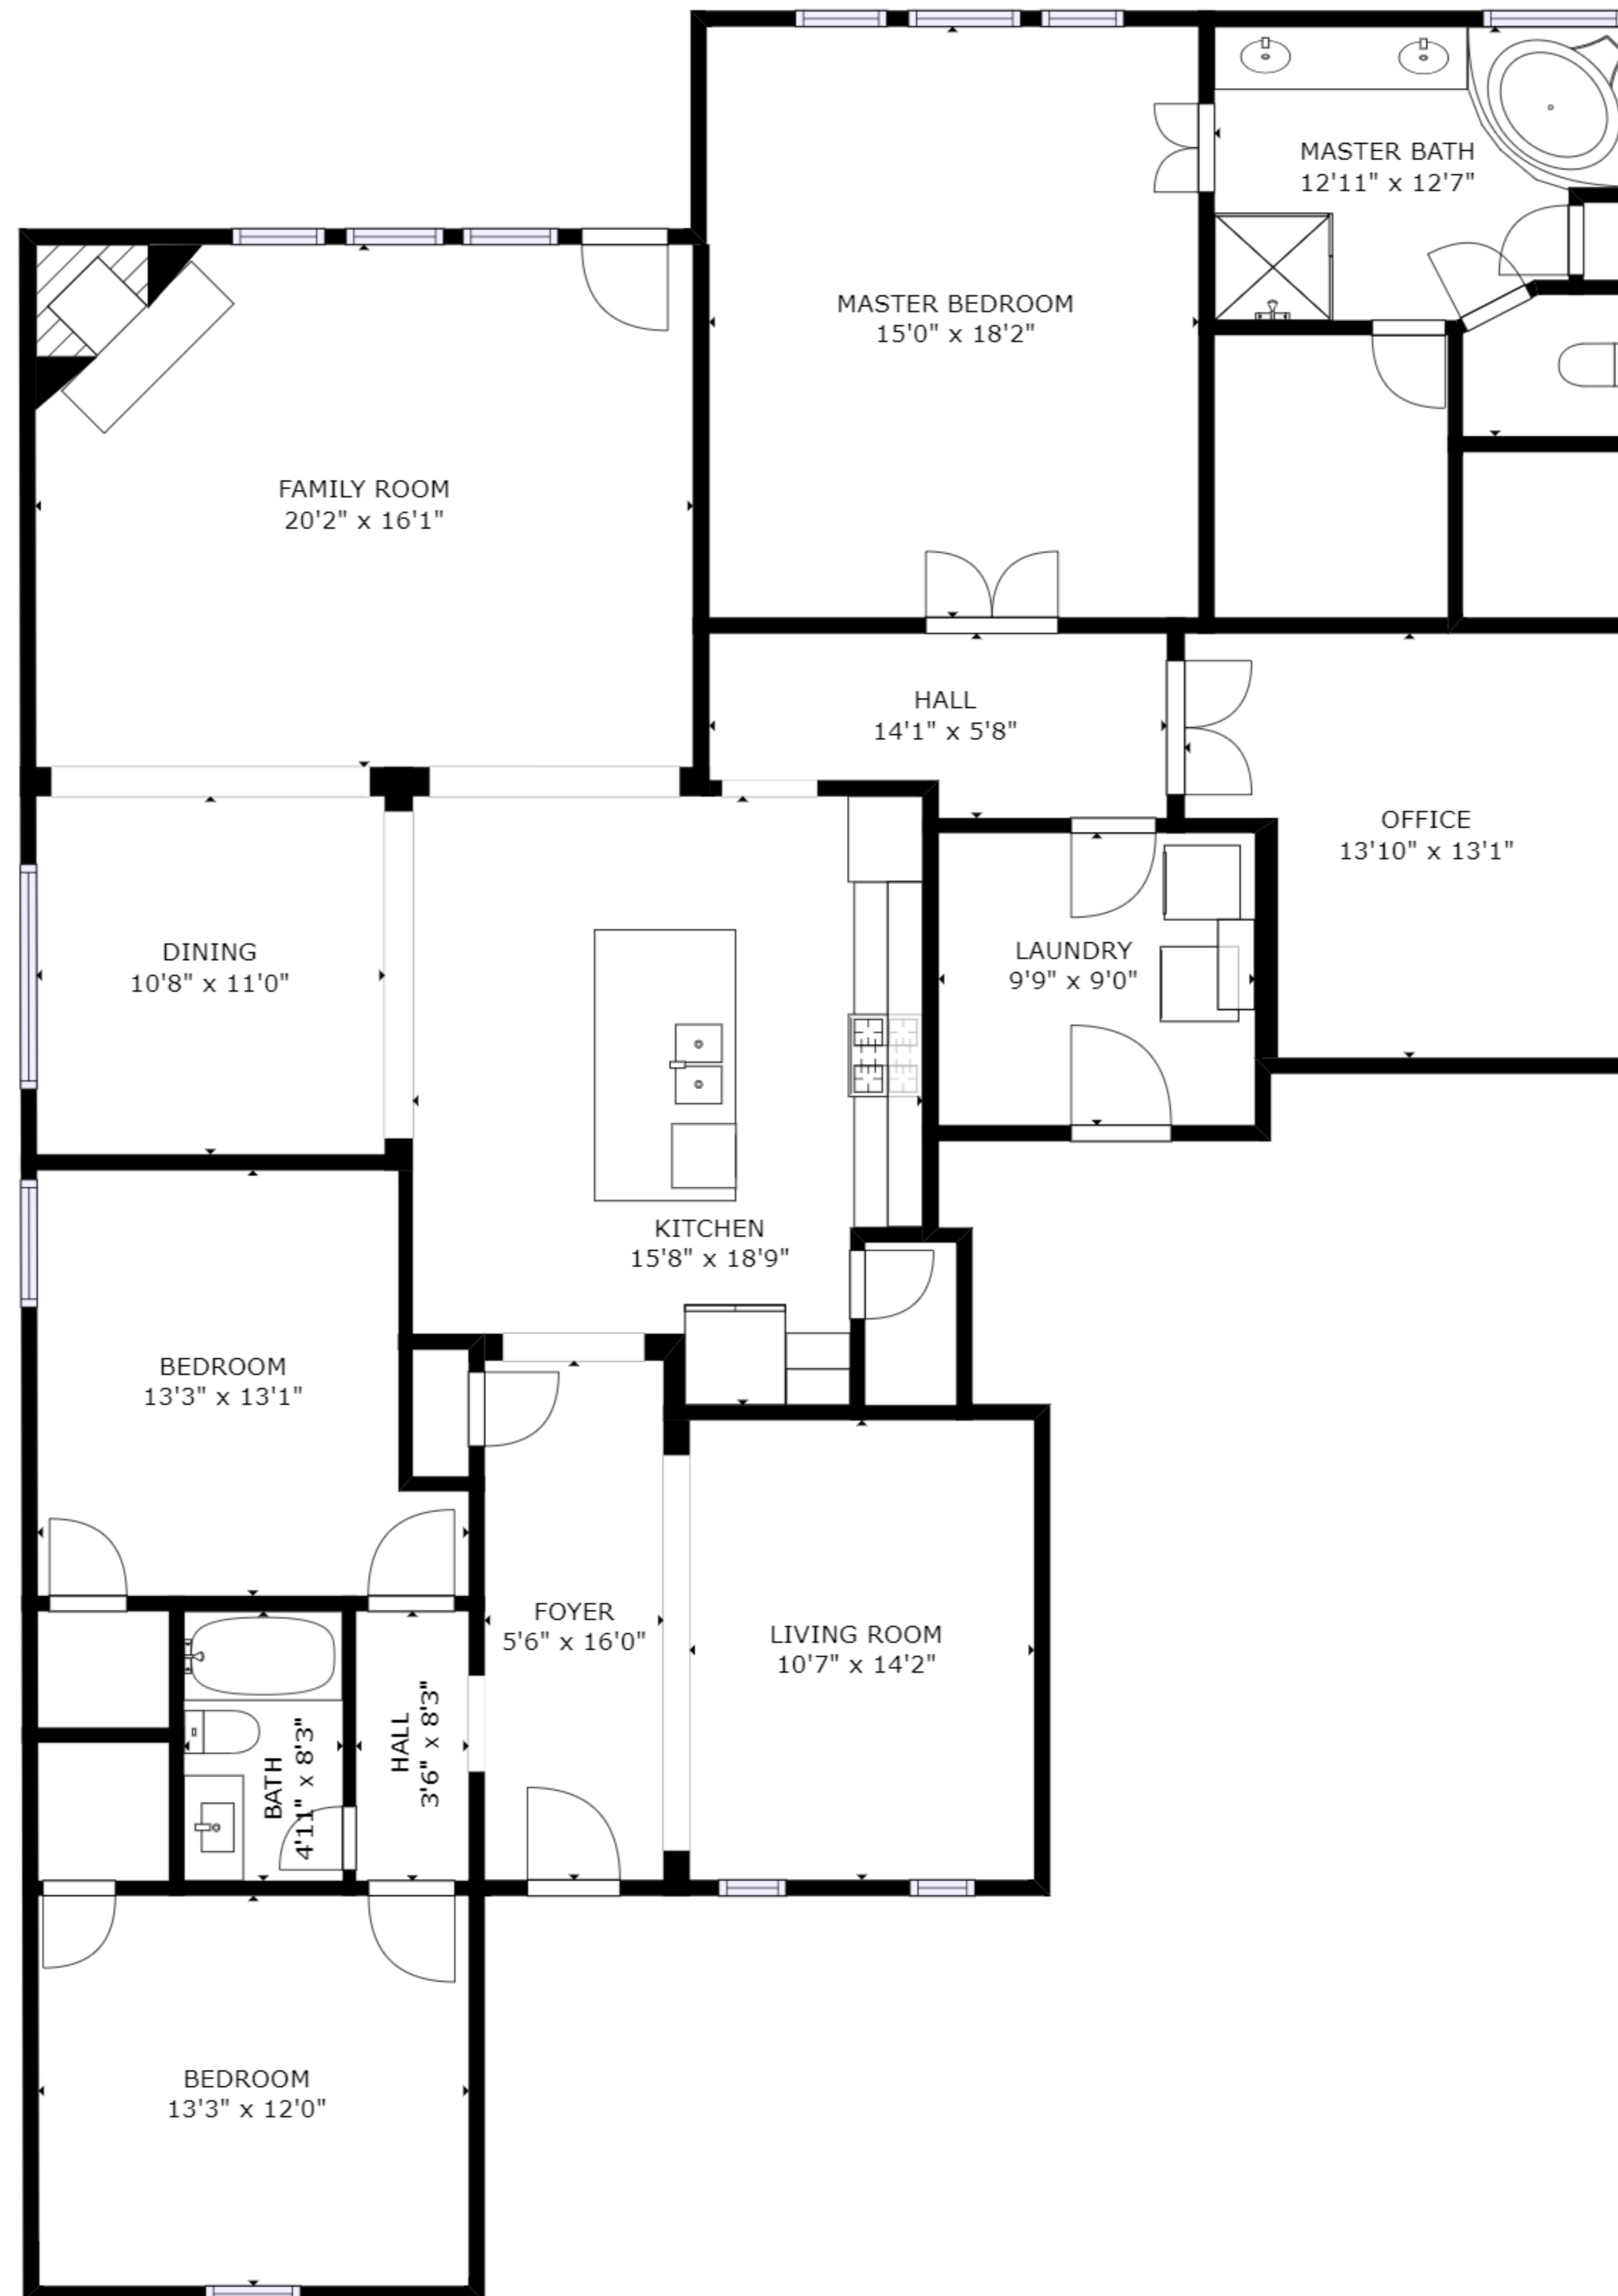 MASTER BATH
12'11" x 12'7"
MASTER BEDROOM
15'0" x 18'2"
FAMILY ROOM
20'2" x 16'1"
HALL
14'1" x 5'8"
OFFICE
13'10" x 13'1"
DINING
10'8" x 11'0"
LAUNDRY
9'9" x 9'0"
KITCHEN
15'8" x 18'9"
BEDROOM
13'3" x 13'1"
FOYER
5'6" x 16'0"
LIVING ROOM
10'7" x 14'2"
BATH
4'11" x 8'3"
HALL
3'6" x 8'3"
BEDROOM
13'3" x 12'0"